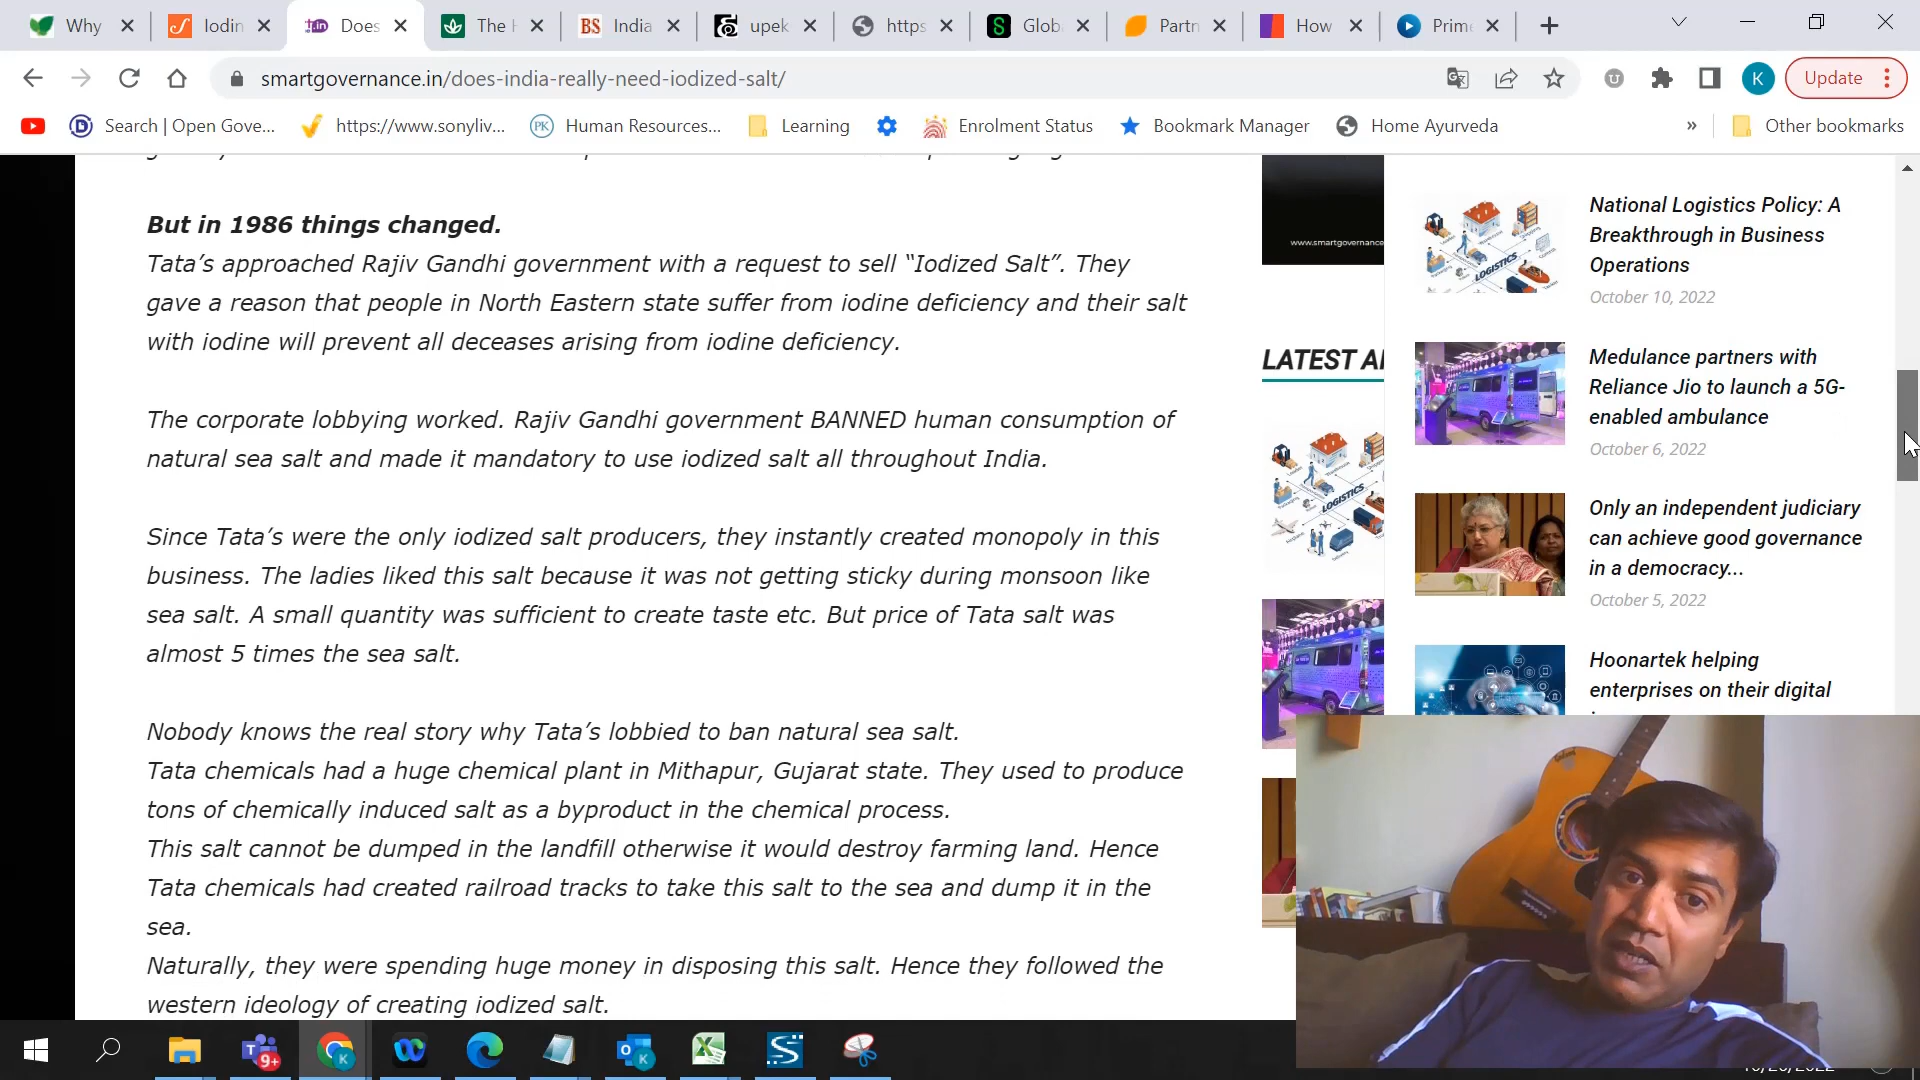 Why
Iodin
Does
The H
India
upek
https
Glob
Partn
How
Prime
smartgovernance.in/does-india-really-need-iodized-salt/
K
Update
Search | Open Gove...
https://www.sonyliv...
PK
Human Resources...
Learning
Enrolment Status
Bookmark Manager
Home Ayurveda
»
Other bookmarks
But in 1986 things changed.
Tata’s approached Rajiv Gandhi government with a request to sell “Iodized Salt”. They
gave a reason that people in North Eastern state suffer from iodine deficiency and their salt
with iodine will prevent all deceases arising from iodine deficiency.
The corporate lobbying worked. Rajiv Gandhi government BANNED human consumption of
natural sea salt and made it mandatory to use iodized salt all throughout India.
Since Tata’s were the only iodized salt producers, they instantly created monopoly in this
business. The ladies liked this salt because it was not getting sticky during monsoon like
sea salt. A small quantity was sufficient to create taste etc. But price of Tata salt was
almost 5 times the sea salt.
Nobody knows the real story why Tata’s lobbied to ban natural sea salt.
Tata chemicals had a huge chemical plant in Mithapur, Gujarat state. They used to produce
tons of chemically induced salt as a byproduct in the chemical process.
This salt cannot be dumped in the landfill otherwise it would destroy farming land. Hence
Tata chemicals had created railroad tracks to take this salt to the sea and dump it in the
sea.
Naturally, they were spending huge money in disposing this salt. Hence they followed the
western ideology of creating iodized salt.
www.smartgovernance
LATEST A
LOGISTICS
National Logistics Policy: A
Breakthrough in Business
Operations
October 10, 2022
LOGISTICS
Medulance partners with
Reliance Jio to launch a 5G-
enabled ambulance
October 6, 2022
Only an independent judiciary
can achieve good governance
in a democracy...
October 5, 2022
Hoonartek helping
enterprises on their digital
9+
K